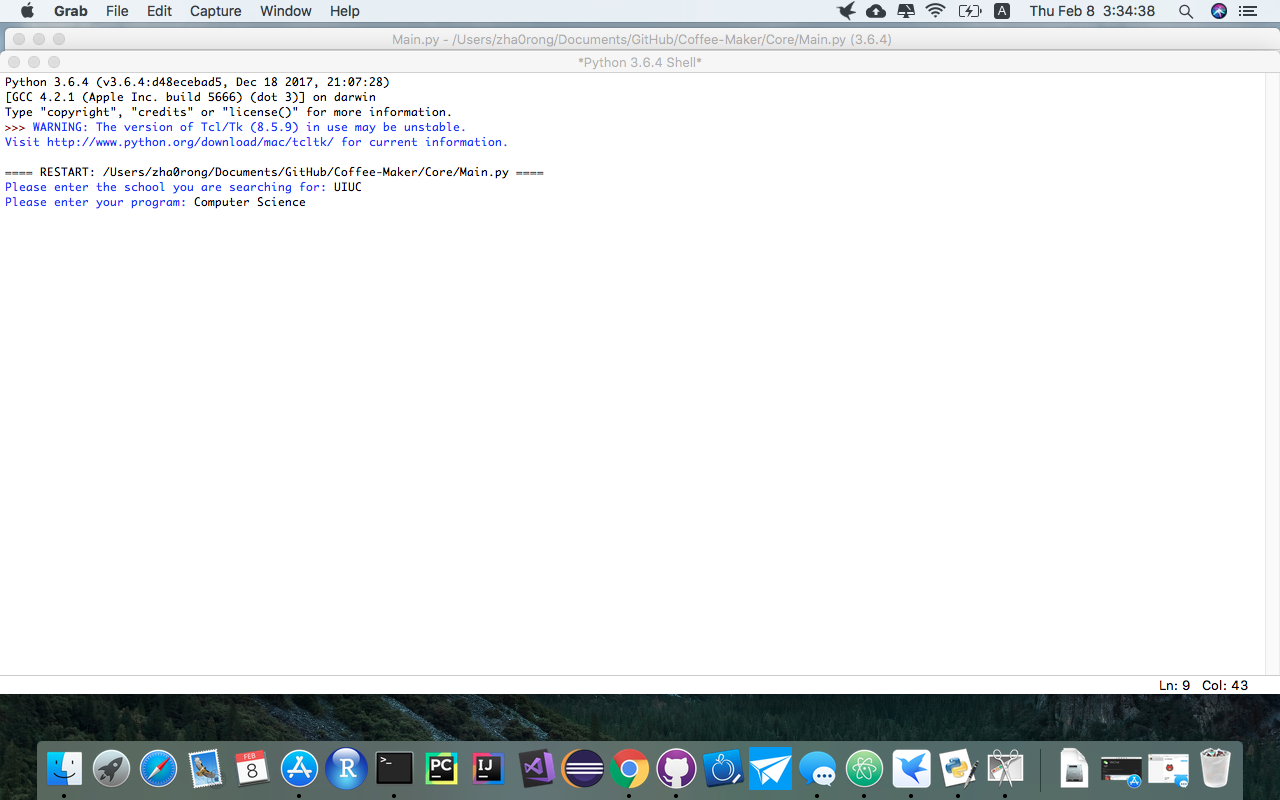 Grab File Edit Capture Window Help A Thu Feb 8 3:34:38
Main.py - /Users/zha0rong/Documents/GitHub/Coffee-Maker/Core/Main.py (3.6.4)
*Python 3.6.4 Shell*
Python 3.6.4 (v3.6.4:d48ecebad5, Dec 18 2017, 21:07:28)
[GCC 4.2.1 (Apple Inc. build 5666) (dot 3)] on darwin
Type "copyright", "credits" or "license()" for more information.
>>> WARNING: The version of Tcl/Tk (8.5.9) in use may be unstable.
Visit http://www.python.org/download/mac/tcltk/ for current information.
==== RESTART: /Users/zha0rong/Documents/GitHub/Coffee-Maker/Core/Main.py ====
Please enter the school you are searching for: UIUC
Please enter your program: Computer Science
Ln: 9 Col: 43
FEB
8
R
>_
PC
IJ